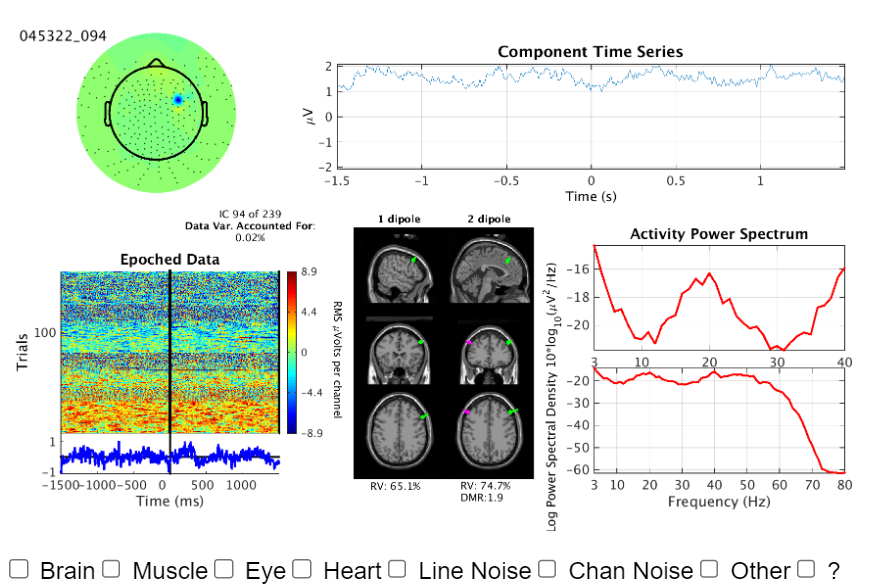 045322_094
Component Time Series
2
1
0
−1
−2
μV
−1.5
−1
−0.5
0
0.5
1
Time (s)
IC 94 of 239
Data Var. Accounted For:
0.02%
Epoched Data
Trials
100
8.9
4.4
0
−4.4
−8.9
RMS μVolts per channel
1
−1
−1500−1000−500 0 500 1000
Time (ms)
1 dipole 2 dipole
RV: 65.1% RV: 74.7%
DMR:1.9
Activity Power Spectrum
Log Power Spectral Density 10*log10(μV2/Hz)
−16
−18
−20
3 10 20 30 40
−20
−30
−40
−50
−60
3 10 20 30 40 50 60 70 80
Frequency (Hz)
Brain Muscle Eye Heart Line Noise Chan Noise Other ?